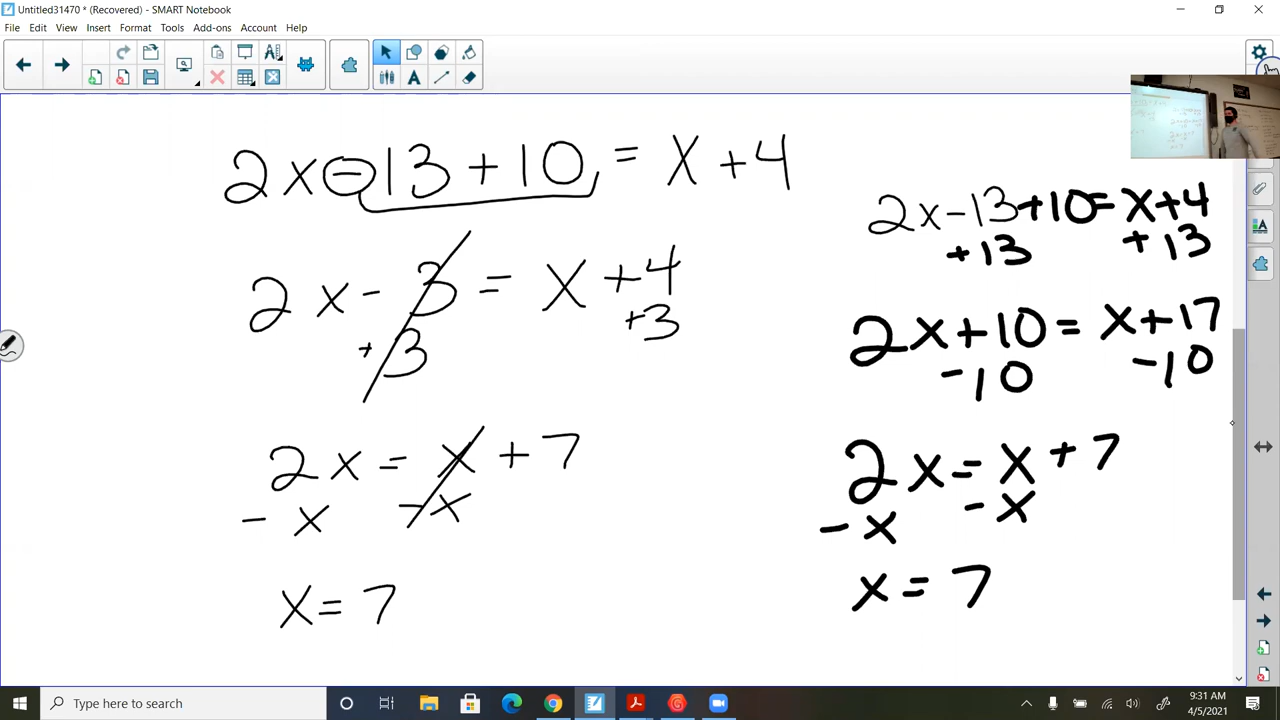 Untitled31470 * (Recovered) - SMART Notebook
File Edit View Insert Format Tools Add-ons Account Help
2x-13+10 = x+4
2x-3 = x+4
+3 +3
2x = x+7
-x -x
x=7
2x-13+10=x+4
+13 +13
2x+10=x+17
-10 -10
2x=x+7
-x -x
x=7
Type here to search
9:31 AM
4/5/2021